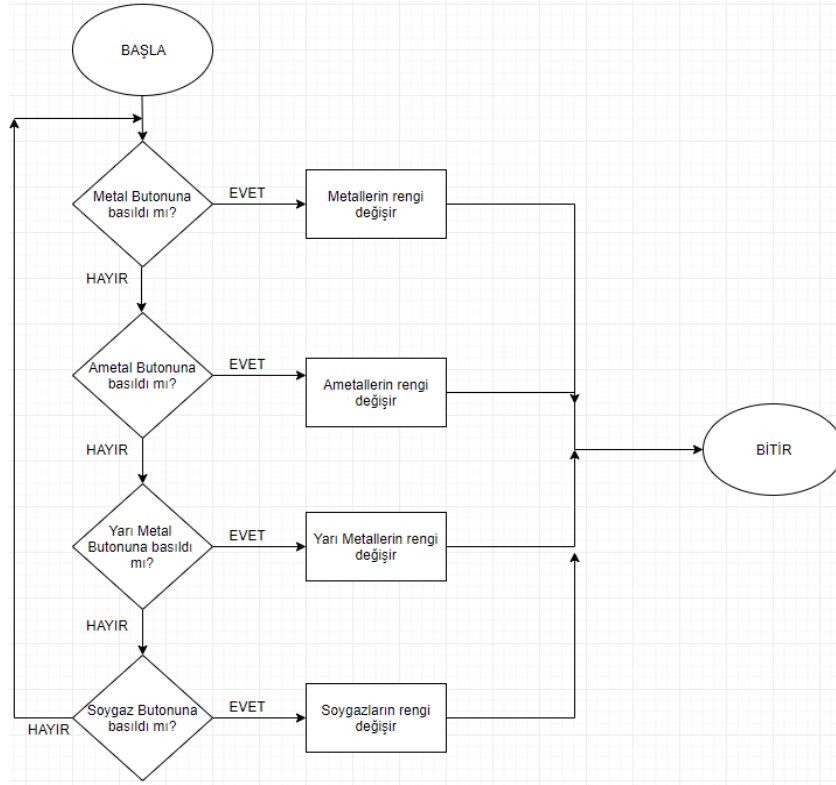 BAŞLA
Metal Butonuna
basıldı mı?
EVET
Metallerin rengi
değişir
HAYIR
Ametal Butonuna
basıldı mı?
EVET
Ametallerin rengi
değişir
HAYIR
BİTİR
Yarı Metal
Butonuna basıldı
mı?
EVET
Yarı Metallerin rengi
değişir
HAYIR
Soygaz Butonuna
basıldı mı?
EVET
Soygazların rengi
değişir
HAYIR